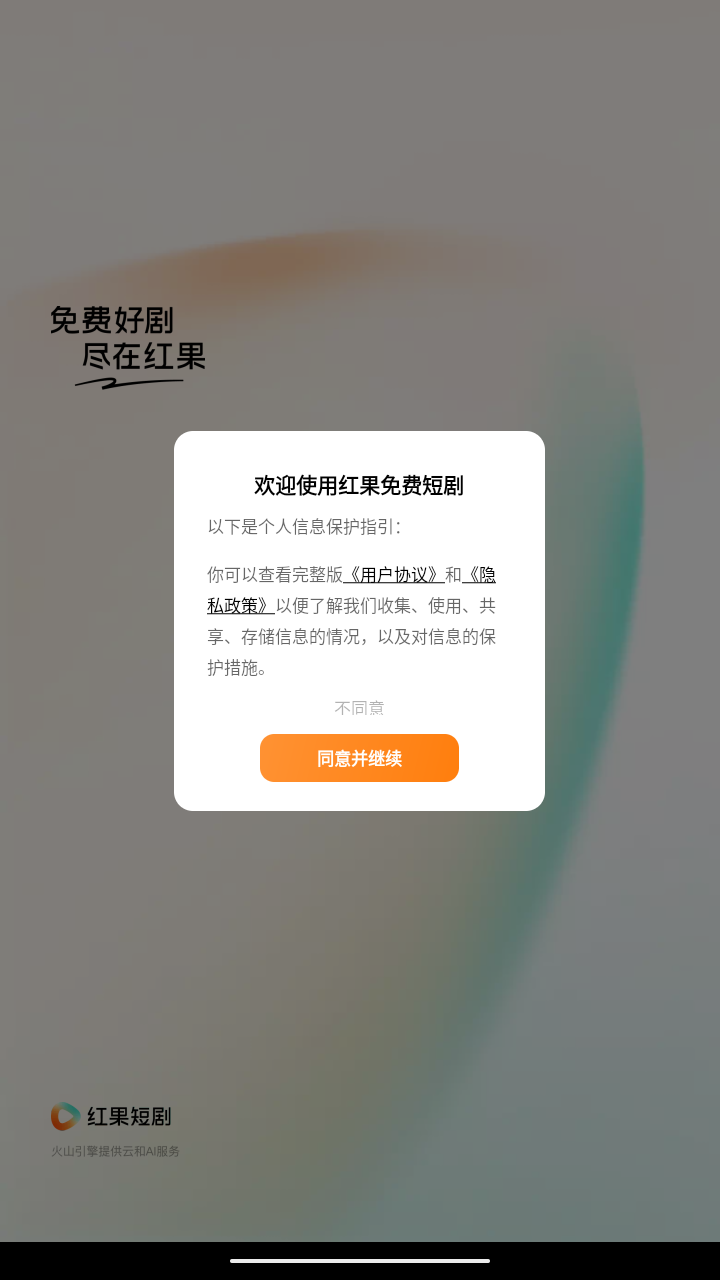 免费好剧
尽在红果
欢迎使用红果免费短剧
以下是个人信息保护指引：
你可以查看完整版《用户协议》和《隐
私政策》以便了解我们收集、使用、共
享、存储信息的情况，以及对信息的保
护措施。
不同意
同意并继续
红果短剧
火山引擎提供云和AI服务